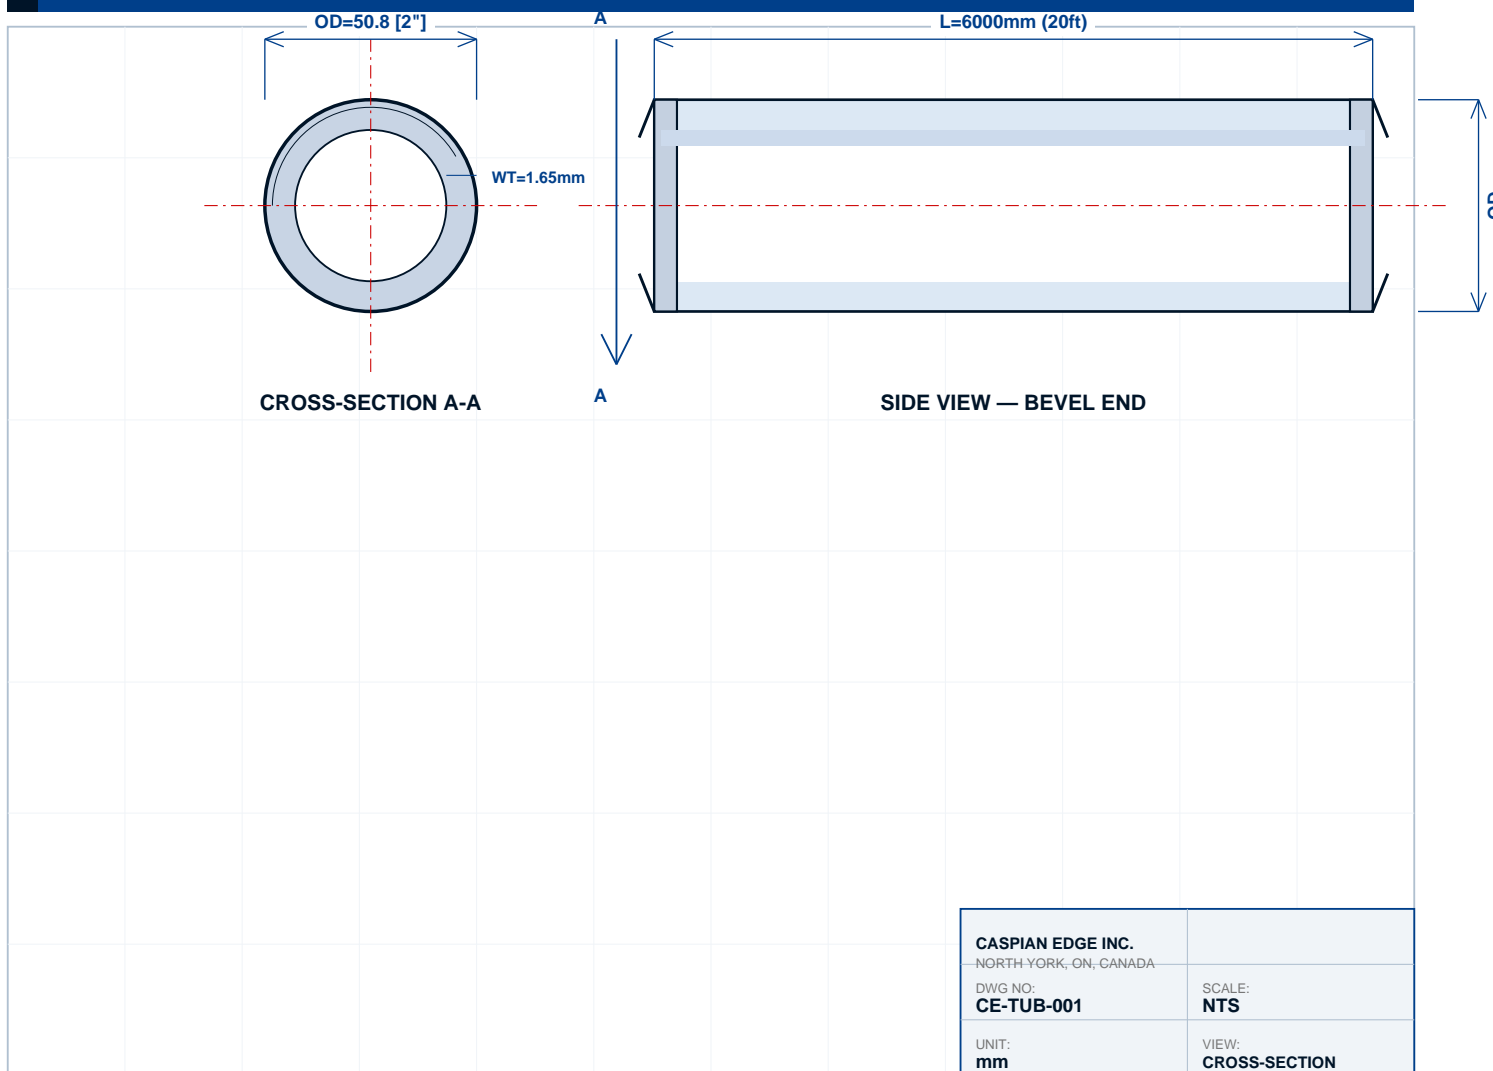 OD=50.8 [2"]
A
L=6000mm (20ft)
WT=1.65mm
OD
A
CROSS-SECTION A-A
SIDE VIEW — BEVEL END
CASPIAN EDGE INC.
NORTH YORK, ON, CANADA
DWG NO:
CE-TUB-001
SCALE:
NTS
UNIT:
mm
VIEW:
CROSS-SECTION